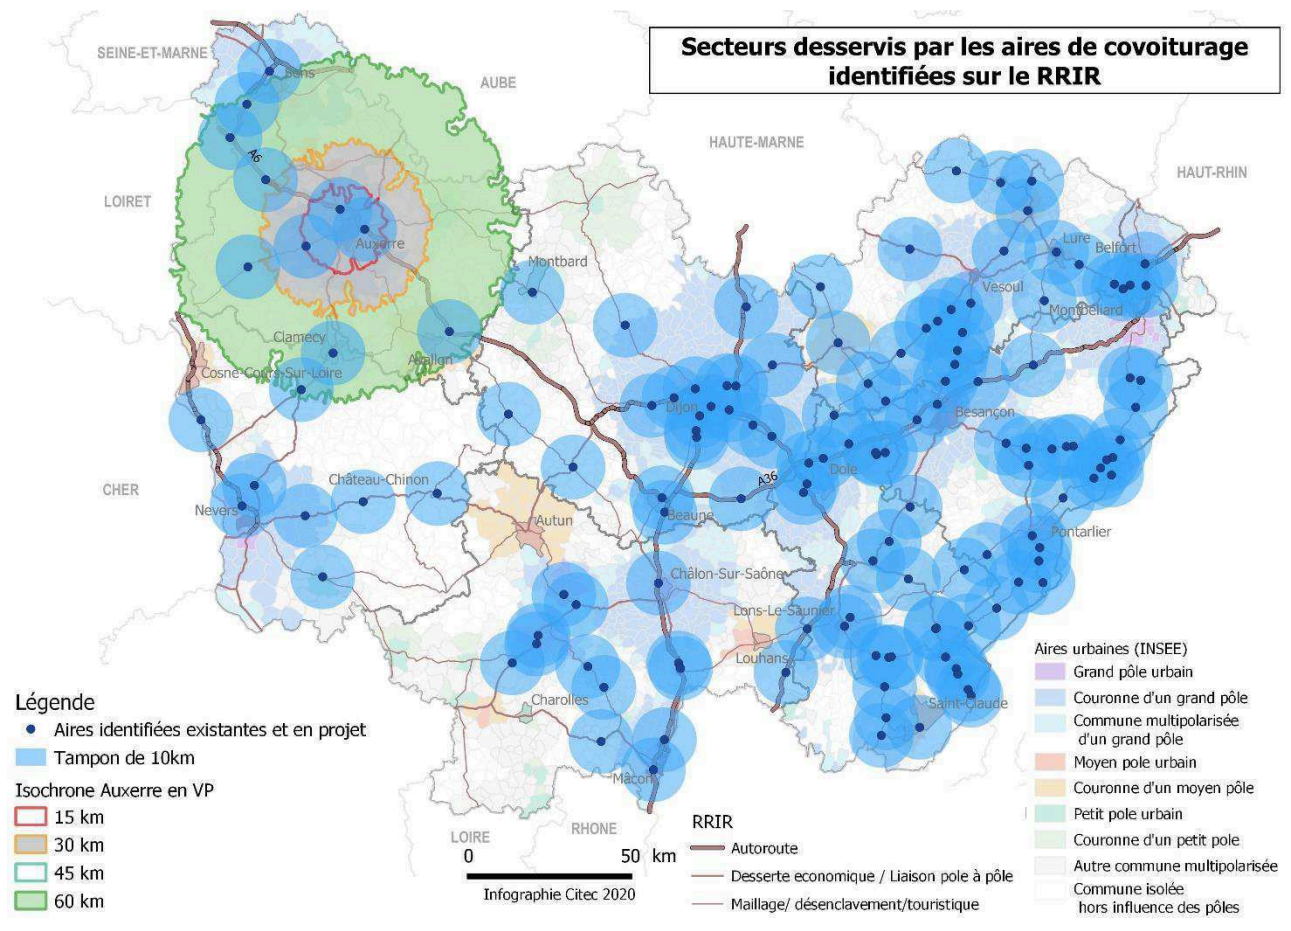 Secteurs desservis par les aires de covoiturage
identifiées sur le RRIR
SEINE-ET-MARNE
Sens
AUBE
HAUTE-MARNE
HAUT-RHIN
A6
LOIRET
Auxerre
Lure
Belfort
Montbard
Vesoul
Montbéliard
Clamecy
Avallon
Cosne-Cours-Sur-Loire
Dijon
Besançon
Château-Chinon
A36
Dole
CHER
Nevers
Autun
Beaune
Pontarlier
Châlon-Sur-Saône
Lons-Le-Saunier
Louhans
Charolles
Saint-Claude
Mâcon
LOIRE
RHONE
Légende
Aires identifiées existantes et en projet
Tampon de 10km
Isochrone Auxerre en VP
15 km
30 km
45 km
60 km
0 50 km
Infographie Citec 2020
RRIR
Autoroute
Desserte economique / Liaison pole à pôle
Maillage/ désenclavement/touristique
Aires urbaines (INSEE)
Grand pôle urbain
Couronne d'un grand pôle
Commune multipolarisée
d'un grand pôle
Moyen pole urbain
Couronne d'un moyen pôle
Petit pole urbain
Couronne d'un petit pole
Autre commune multipolarisée
Commune isolée
hors influence des pôles